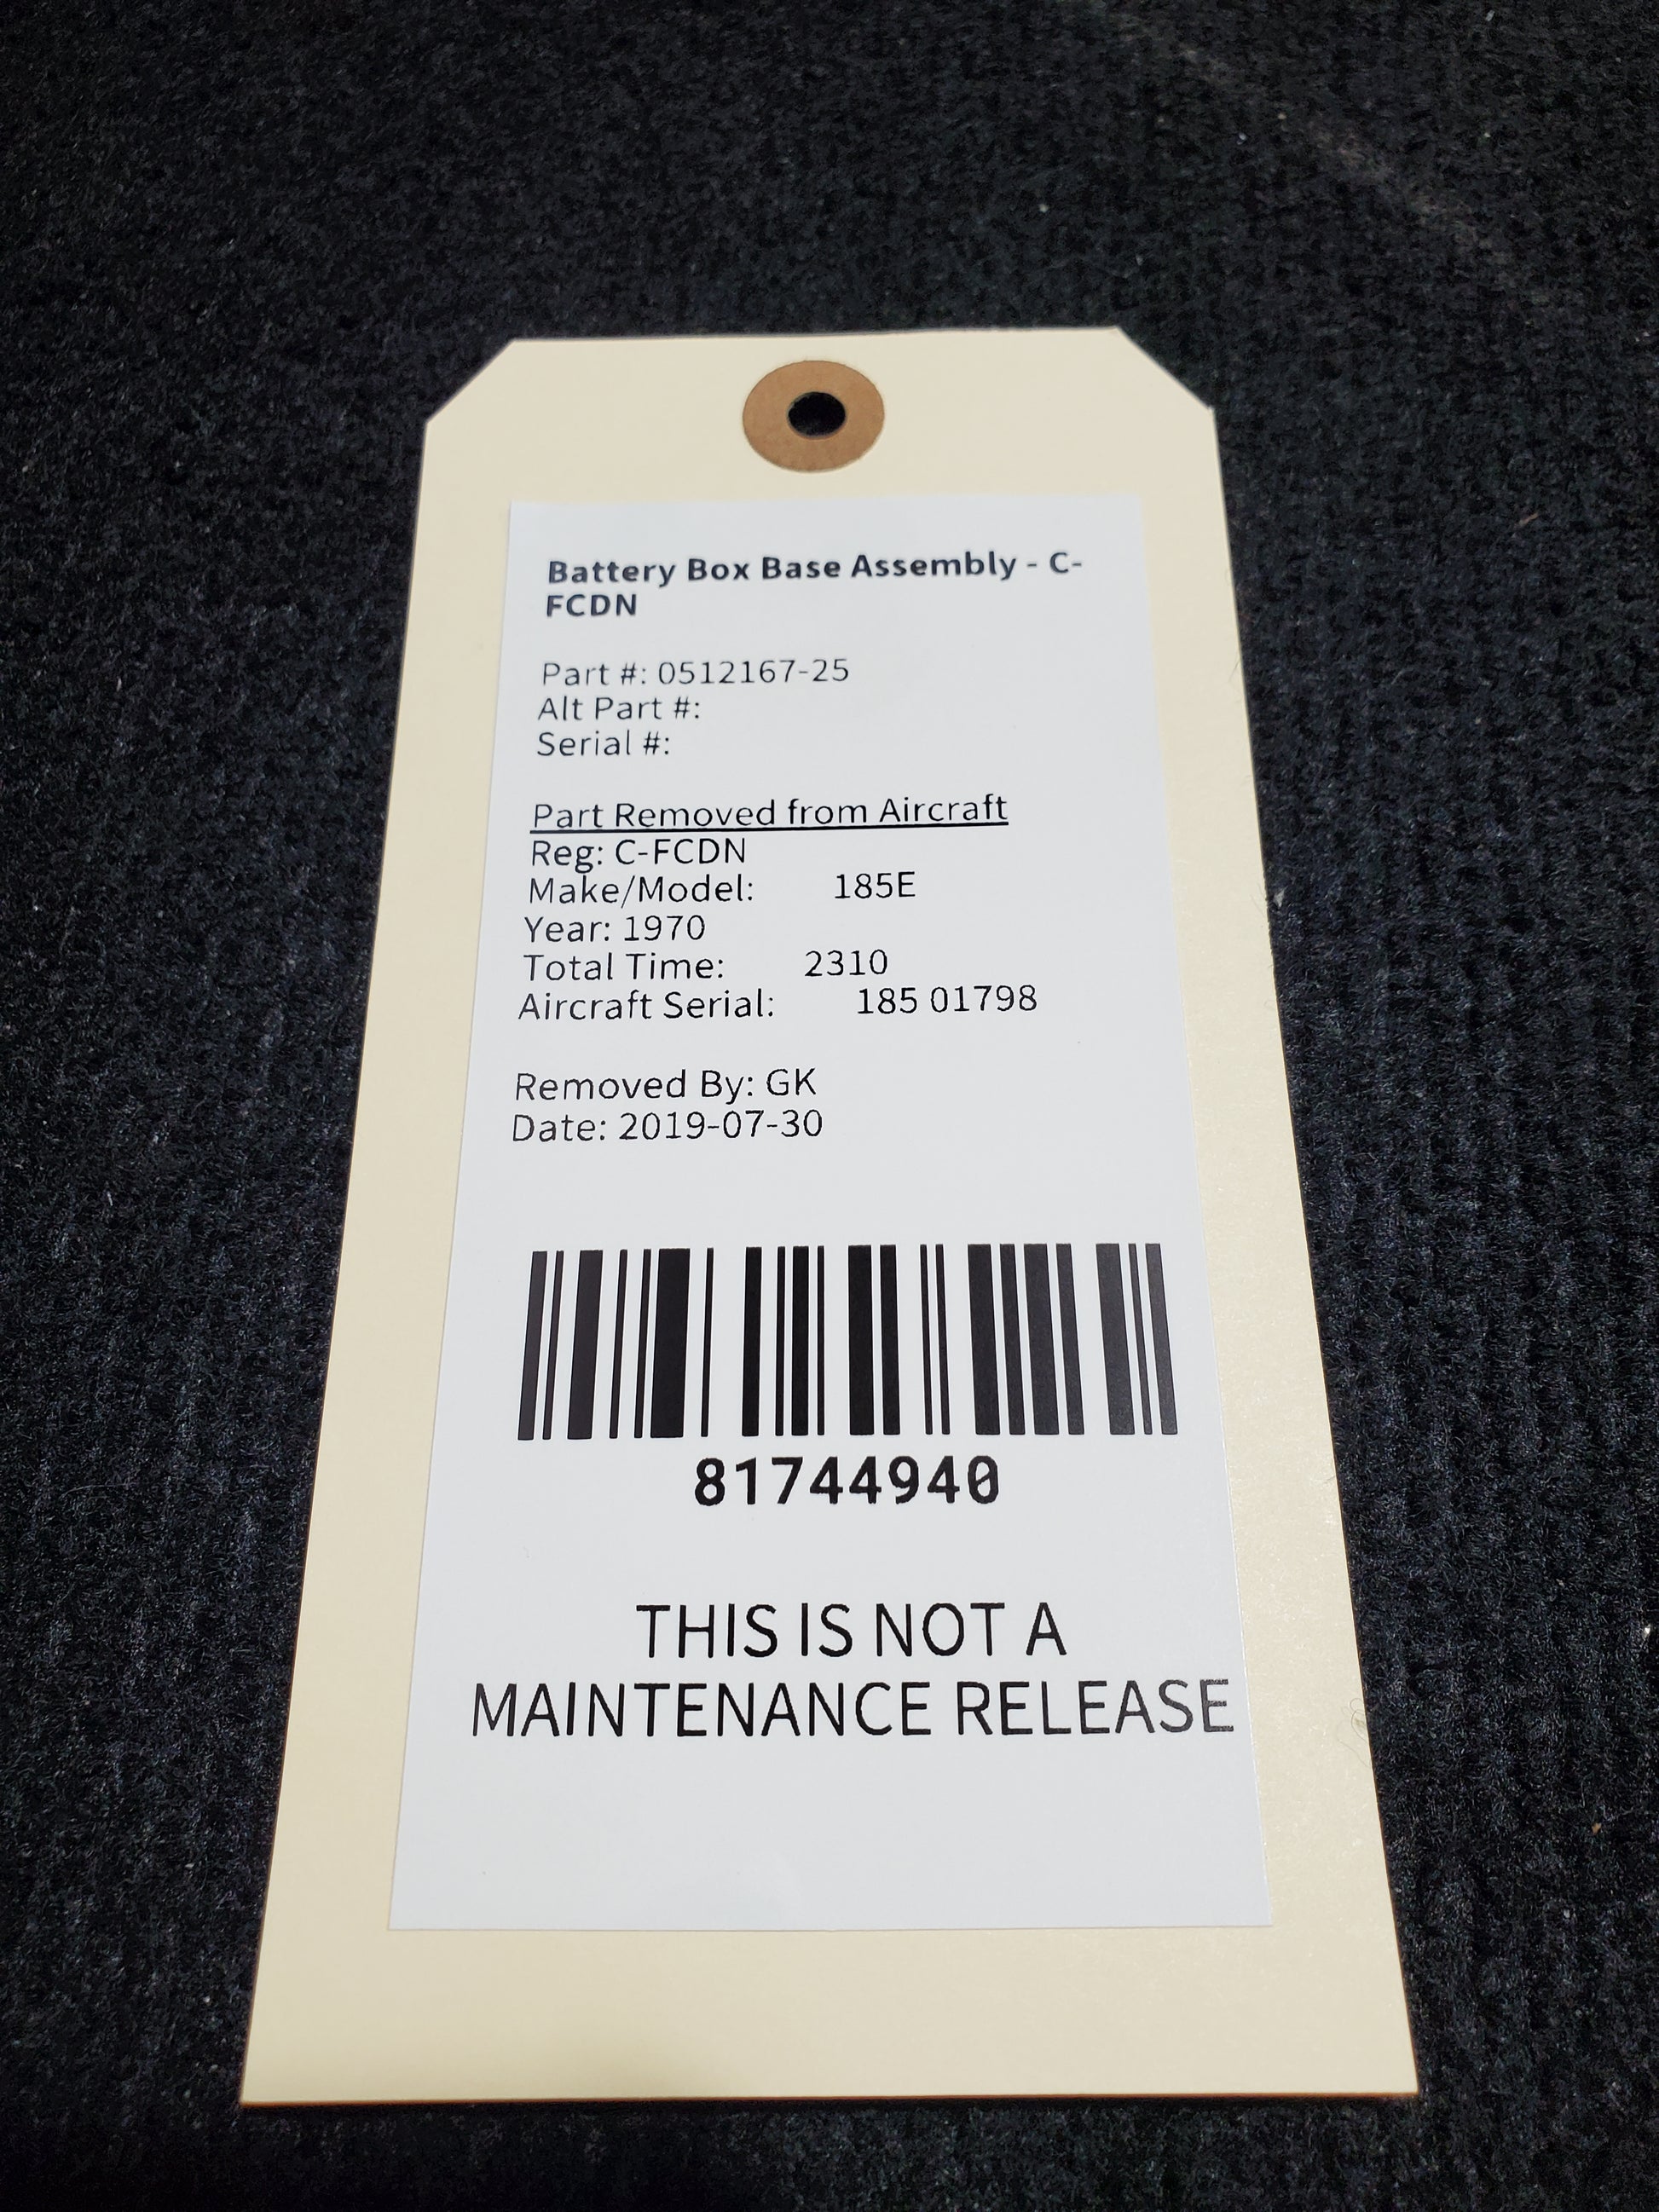 Battery Box Base Assembly - C-
FCDN
Part #: 0512167-25
Alt Part #:
Serial #:
Part Removed from Aircraft
Reg: C-FCDN
Make/Model: 185E
Year: 1970
Total Time: 2310
Aircraft Serial: 185 01798
Removed By: GK
Date: 2019-07-30
81744940
THIS IS NOT A
MAINTENANCE RELEASE